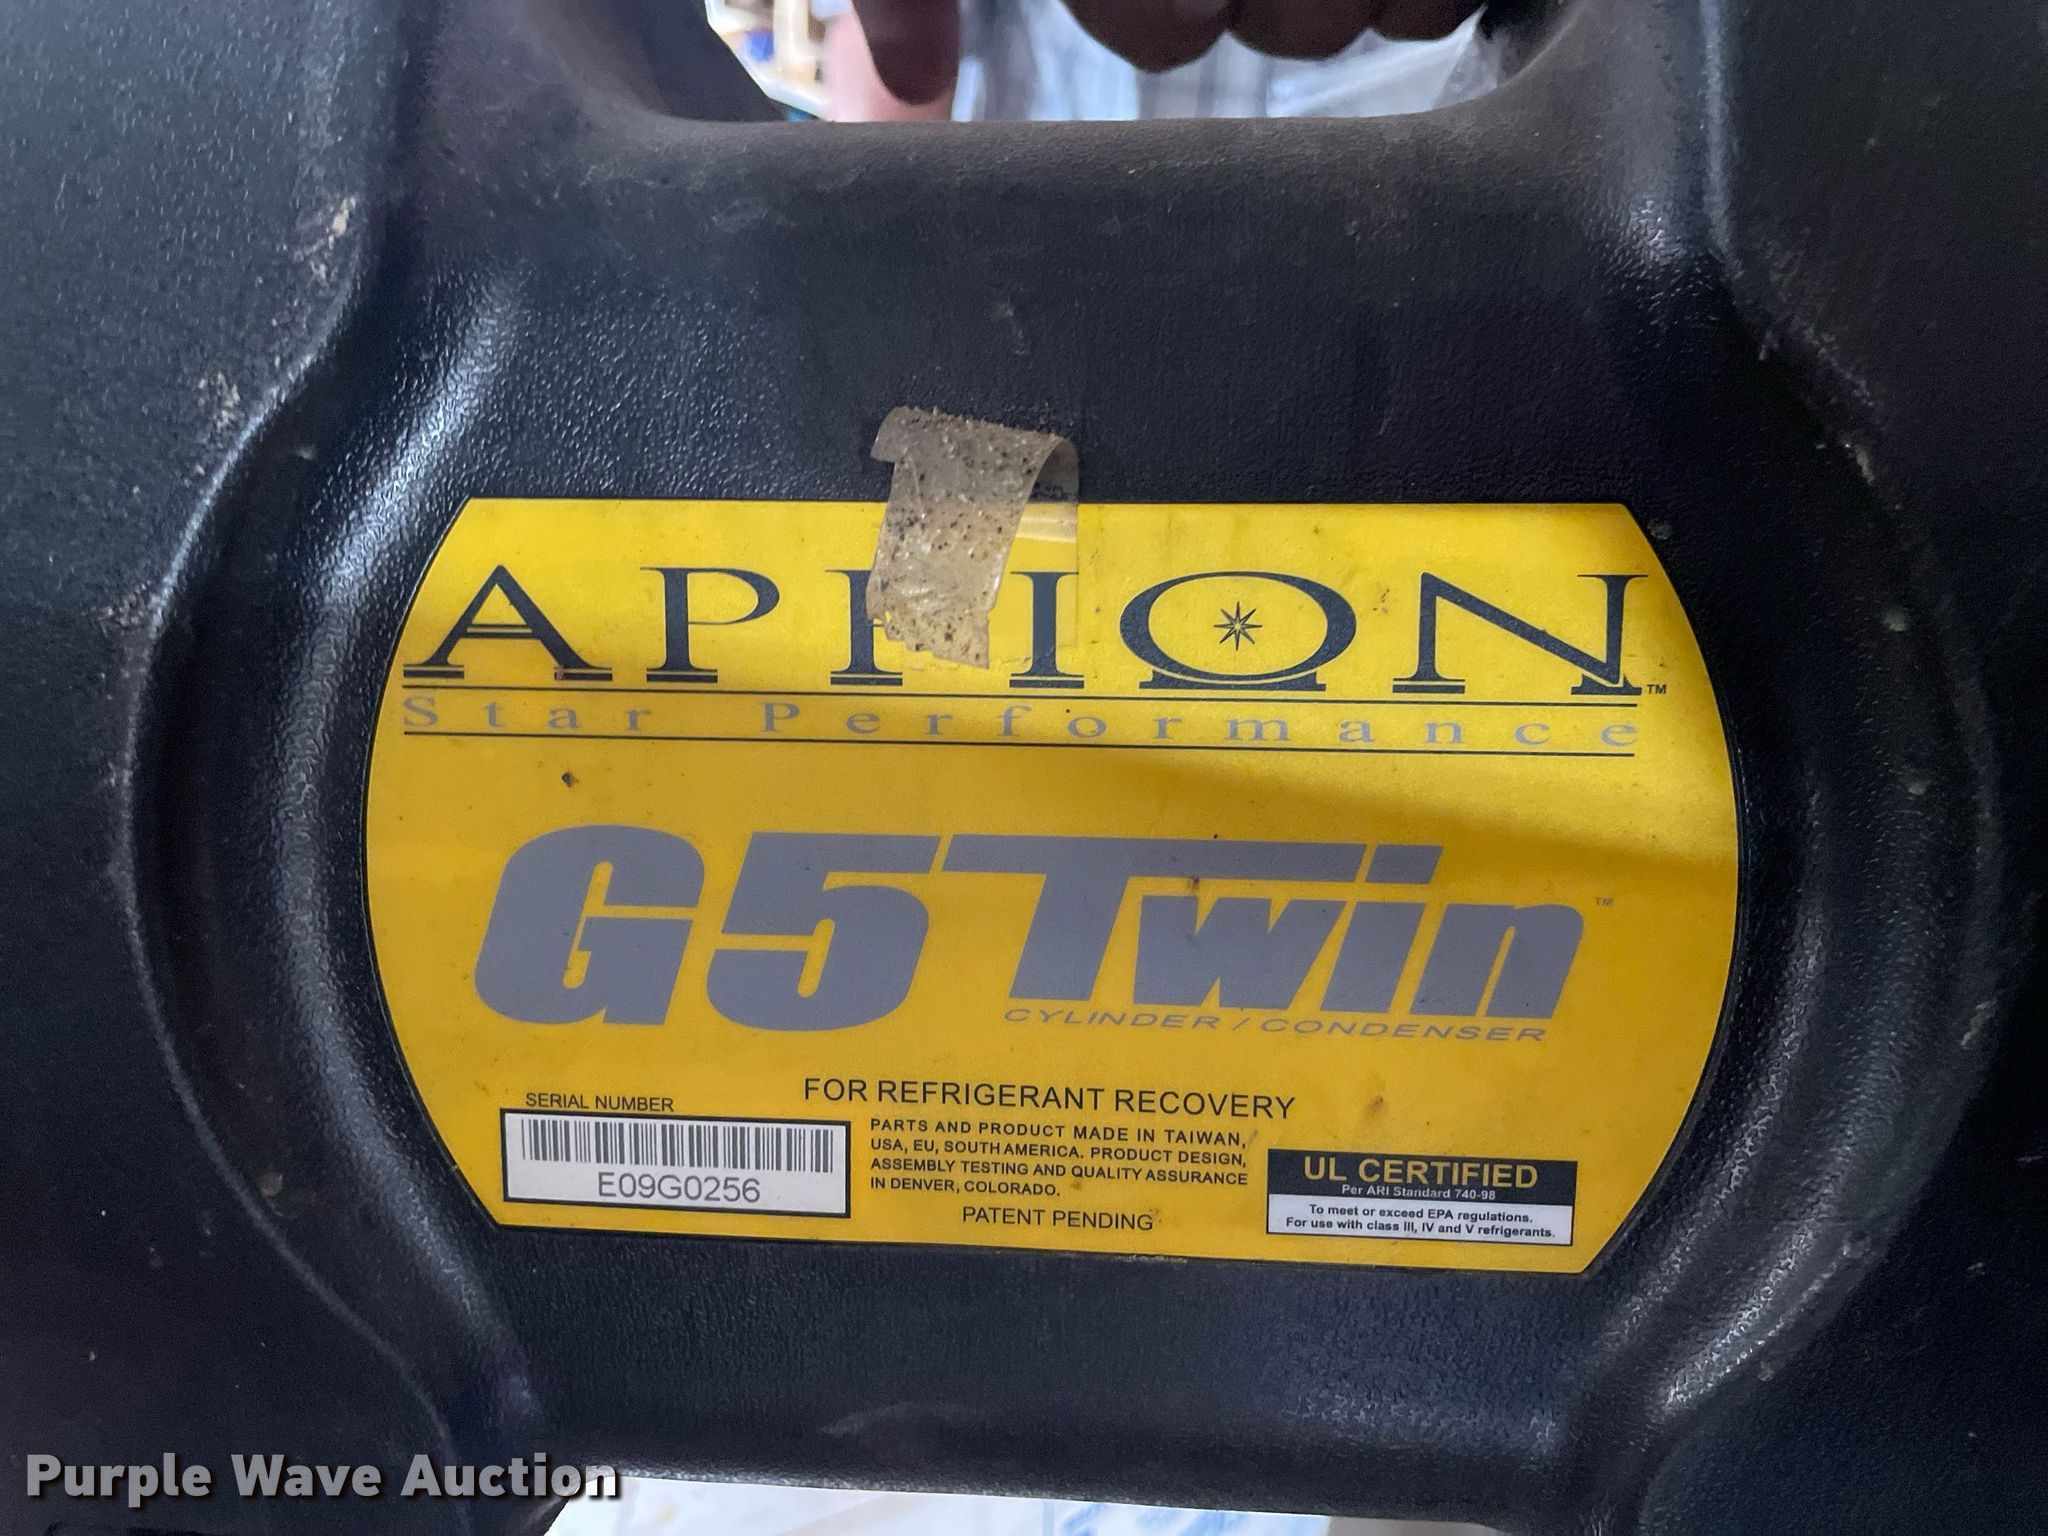 APPION™
Star Performance
G5Twin™
CYLINDER / CONDENSER
FOR REFRIGERANT RECOVERY
SERIAL NUMBER
E09G0256
PARTS AND PRODUCT MADE IN TAIWAN,
USA, EU, SOUTH AMERICA. PRODUCT DESIGN,
ASSEMBLY TESTING AND QUALITY ASSURANCE
IN DENVER, COLORADO.
PATENT PENDING
UL CERTIFIED
Per ARI Standard 740-98
To meet or exceed EPA regulations.
For use with class III, IV and V refrigerants.
Purple Wave Auction